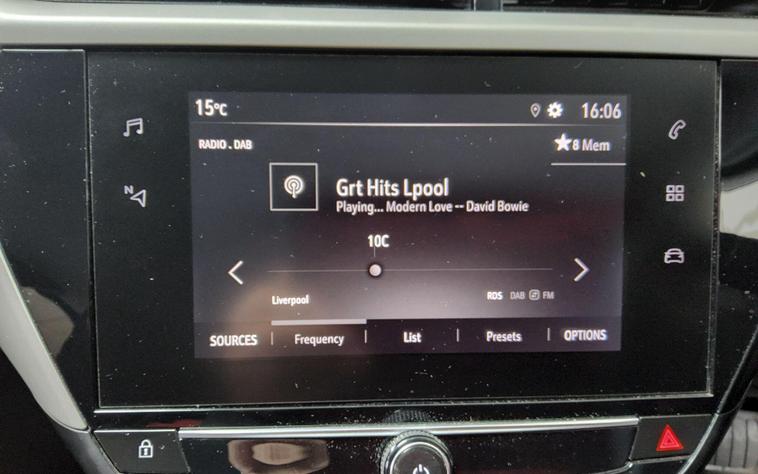 15°C 16:06
RADIO . DAB 8 Mem
Grt Hits Lpool
Playing... Modern Love -- David Bowie
N
10C
Liverpool RDS DAB FM
SOURCES | Frequency | List | Presets | OPTIONS